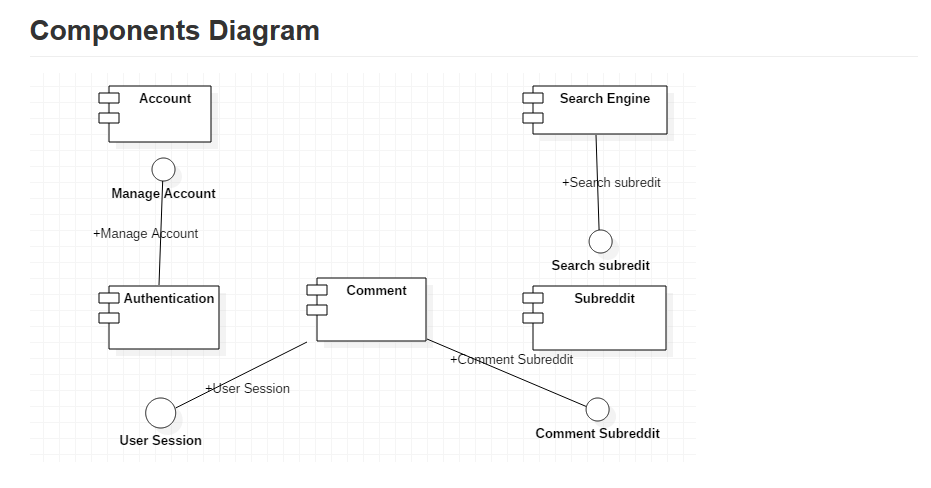 Components Diagram
Account
Search Engine
Manage Account
+Search subredit
+Manage Account
Search subredit
Authentication
Comment
Subreddit
+Comment Subreddit
+User Session
User Session
Comment Subreddit